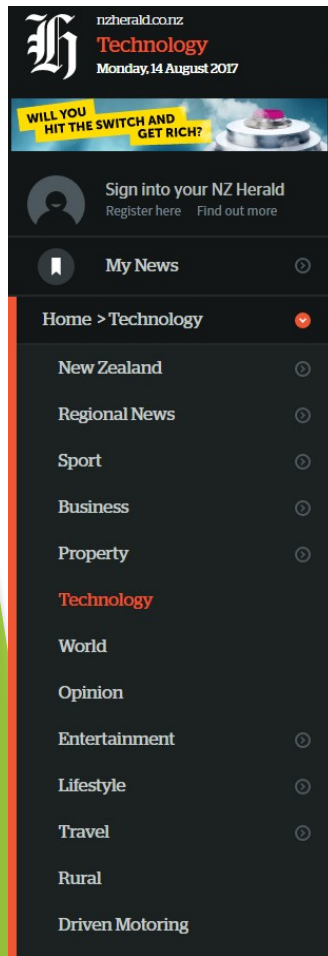 H
nzherald.co.nz
Technology
Monday, 14 August 2017
WILL YOU
HIT THE SWITCH AND
GET RICH?
Sign into your NZ Herald
Register here Find out more
My News
Home > Technology
New Zealand
Regional News
Sport
Business
Property
Technology
World
Opinion
Entertainment
Lifestyle
Travel
Rural
Driven Motoring